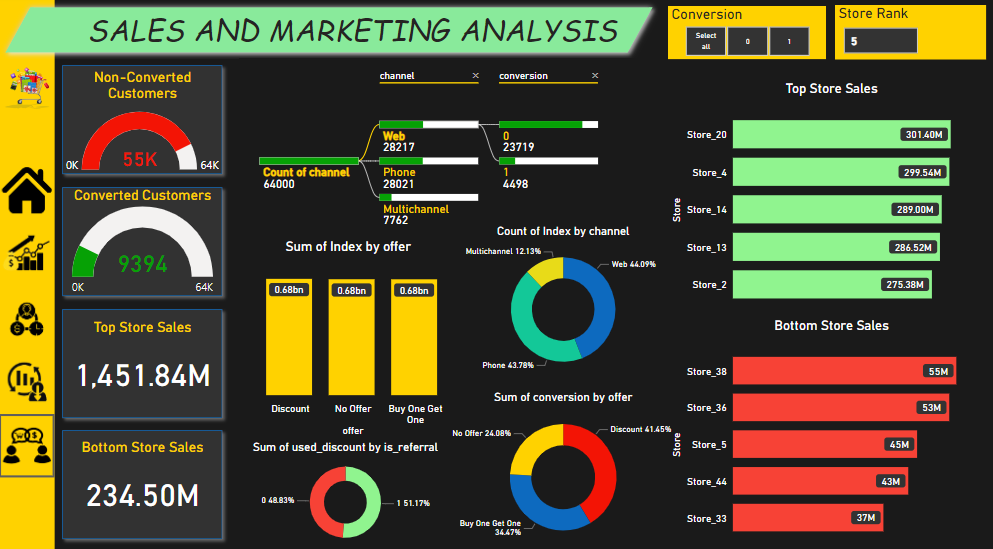 SALES AND MARKETING ANALYSIS
Conversion
Select
all
0
1
Store Rank
5
Non-Converted
Customers
55K
0K
64K
Converted Customers
9394
0K
64K
Top Store Sales
1,451.84M
Bottom Store Sales
234.50M
channel
×
conversion
×
Count of channel
64000
Web
28217
Phone
28021
Multichannel
7762
0
23719
1
4498
Sum of Index by offer
0.68bn
0.68bn
0.68bn
Discount
No Offer
Buy One Get
One
offer
Sum of used_discount by is_referral
0 48.83%
1 51.17%
Count of Index by channel
Multichannel 12.13%
Web 44.09%
Phone 43.78%
Sum of conversion by offer
No Offer 24.08%
Discount 41.45%
Buy One Get One
34.47%
Top Store Sales
Store
Store_20
301.40M
Store_4
299.54M
Store_14
289.00M
Store_13
286.52M
Store_2
275.38M
Bottom Store Sales
Store
Store_38
55M
Store_36
53M
Store_5
45M
Store_44
43M
Store_33
37M